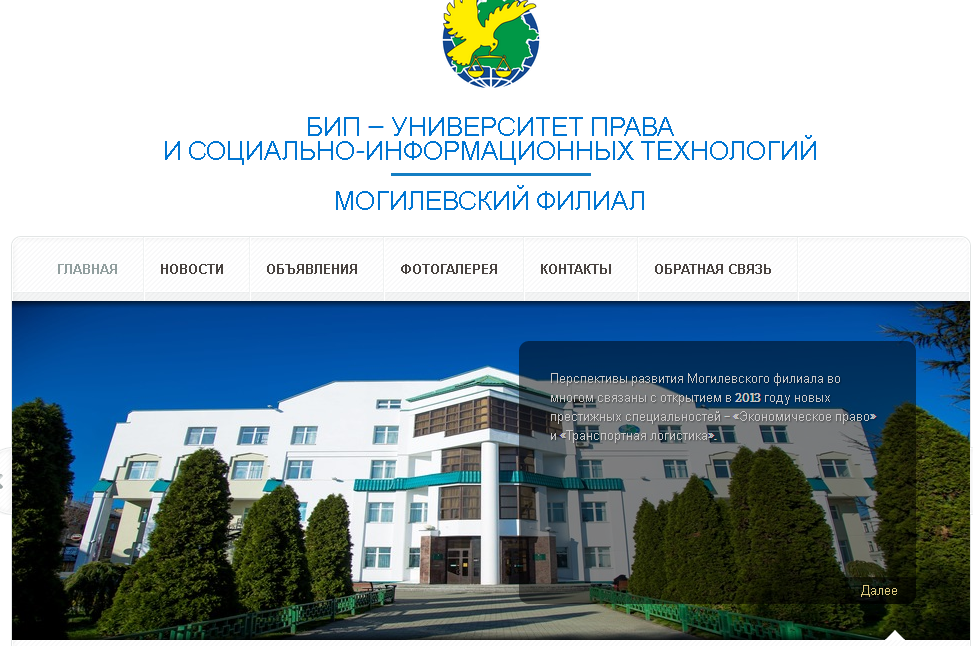 БИП – УНИВЕРСИТЕТ ПРАВА
И СОЦИАЛЬНО-ИНФОРМАЦИОННЫХ ТЕХНОЛОГИЙ
МОГИЛЕВСКИЙ ФИЛИАЛ
ГЛАВНАЯ НОВОСТИ ОБЪЯВЛЕНИЯ ФОТОГАЛЕРЕЯ КОНТАКТЫ ОБРАТНАЯ СВЯЗЬ
Перспективы развития Могилевского филиала во
многом связаны с открытием в 2013 году новых
престижных специальностей – «Экономическое право»
и «Транспортная логистика».
Далее